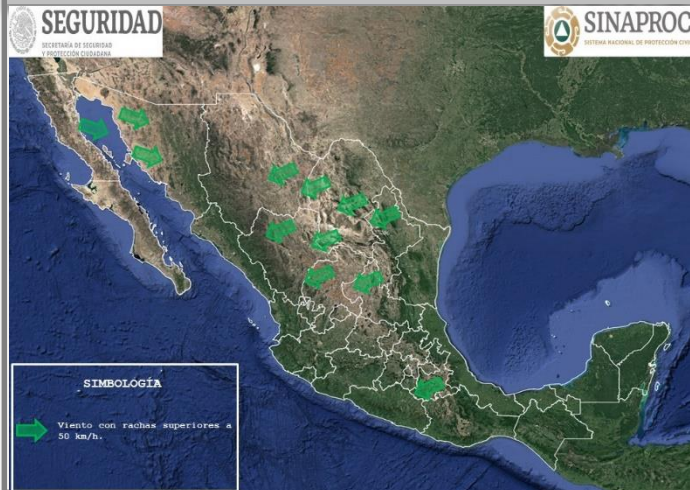 SEGURIDAD
SECRETARÍA DE SEGURIDAD
Y PROTECCIÓN CIUDADANA
SINAPROC
SISTEMA NACIONAL DE PROTECCIÓN CIVIL
SIMBOLOGÍA
Viento con rachas superiores a
50 km/h.